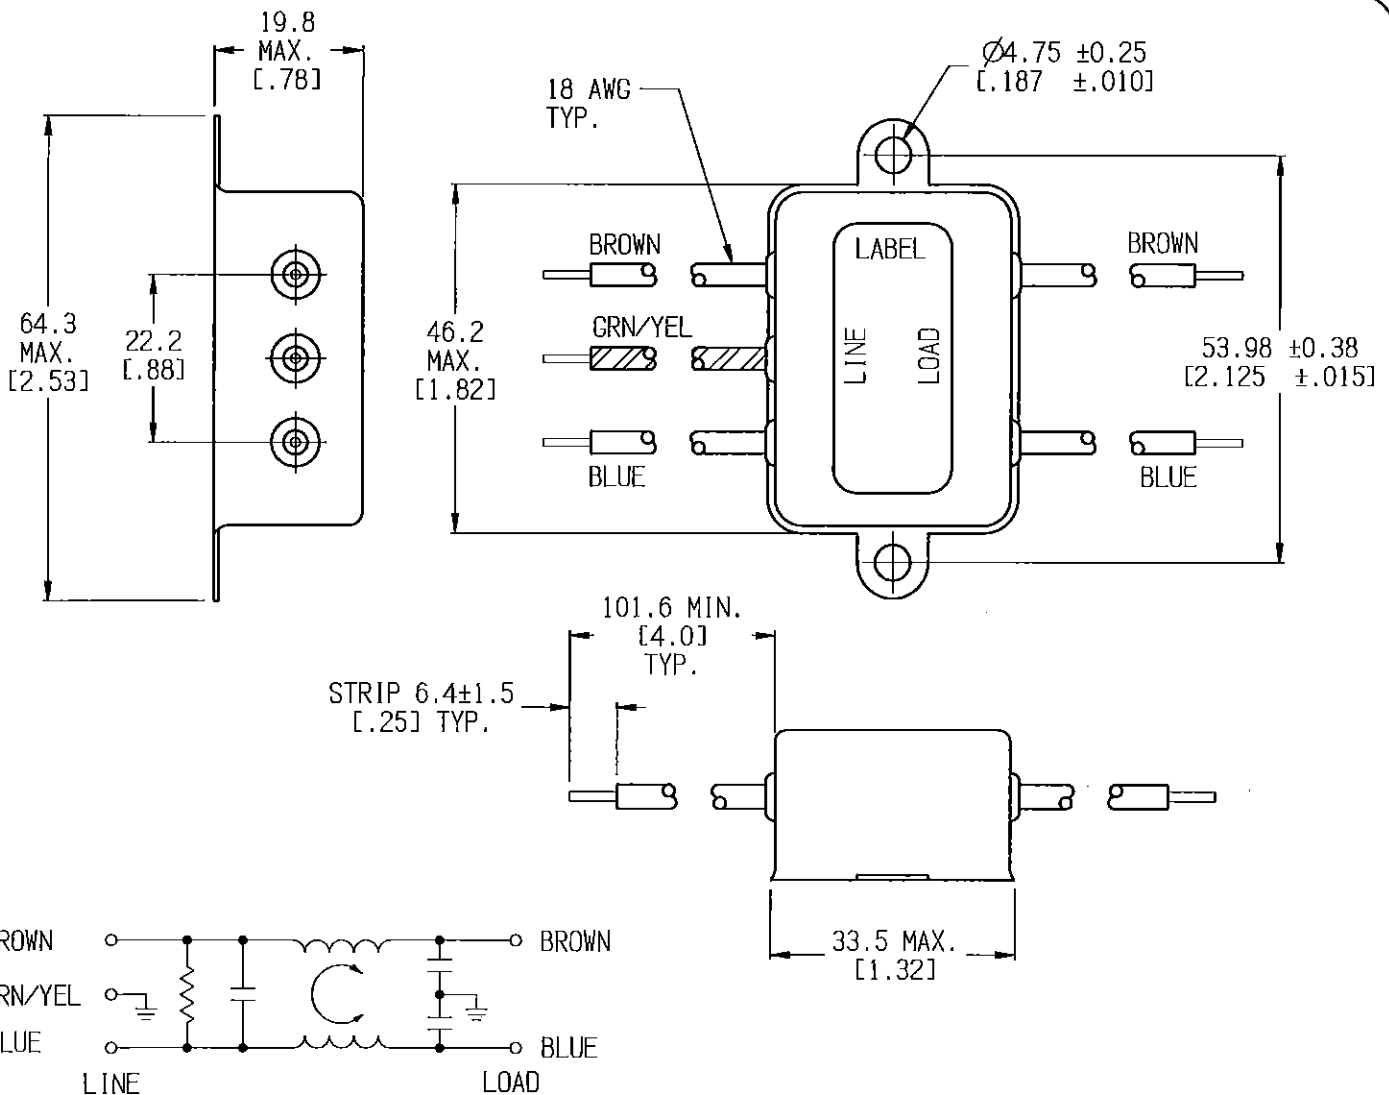 19.8
MAX.
[.78]
18 AWG
TYP.
Ø4.75 ±0.25
[.187 ±.010]
64.3
MAX.
[2.53]
22.2
[.88]
46.2
MAX.
[1.82]
BROWN
GRN/YEL
BLUE
LABEL
LINE
LOAD
BROWN
BLUE
53.98 ±0.38
[2.125 ±.015]
101.6 MIN.
[4.0]
TYP.
STRIP 6.4±1.5
[.25] TYP.
33.5 MAX.
[1.32]
ROWN
RN/YEL
LUE
LINE
BROWN
BLUE
LOAD